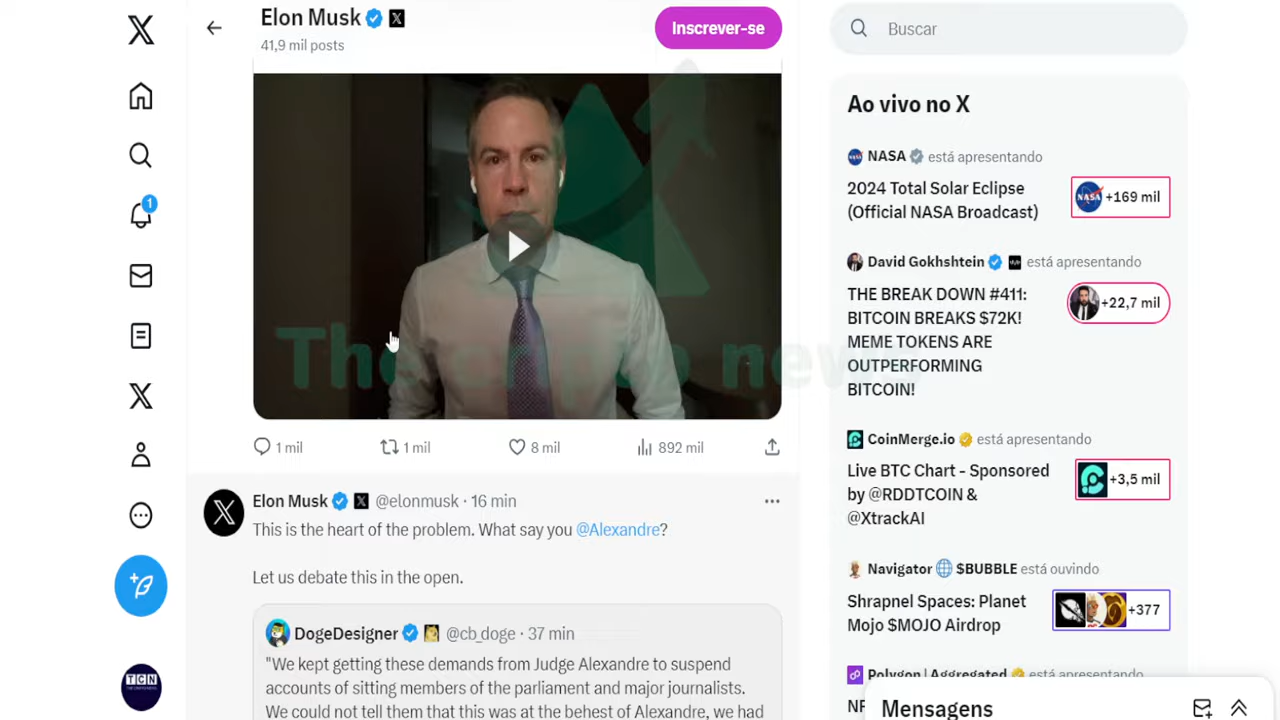 Elon Musk
41,9 mil posts
Inscrever-se
Buscar
Ao vivo no X
NASA está apresentando
2024 Total Solar Eclipse
(Official NASA Broadcast)
NASA
+169 mil
David Gokhshtein está apresentando
THE BREAK DOWN #411:
BITCOIN BREAKS $72K!
MEME TOKENS ARE
OUTPERFORMING
BITCOIN!
+22,7 mil
CoinMerge.io está apresentando
Live BTC Chart - Sponsored
by @RDDTCOIN &
@XtrackAI
+3,5 mil
Navigator 🌐 $BUBBLE está ouvindo
Shrapnel Spaces: Planet
Mojo $MOJO Airdrop
+377
Polygon | Aggregated está apresentando
Mensagens
1
The crypto news
1 mil
1 mil
8 mil
892 mil
Elon Musk @elonmusk · 16 min
This is the heart of the problem. What say you @Alexandre?
Let us debate this in the open.
DogeDesigner @cb_doge · 37 min
"We kept getting these demands from Judge Alexandre to suspend
accounts of sitting members of the parliament and major journalists.
We could not tell them that this was at the behest of Alexandre, we had
TCN